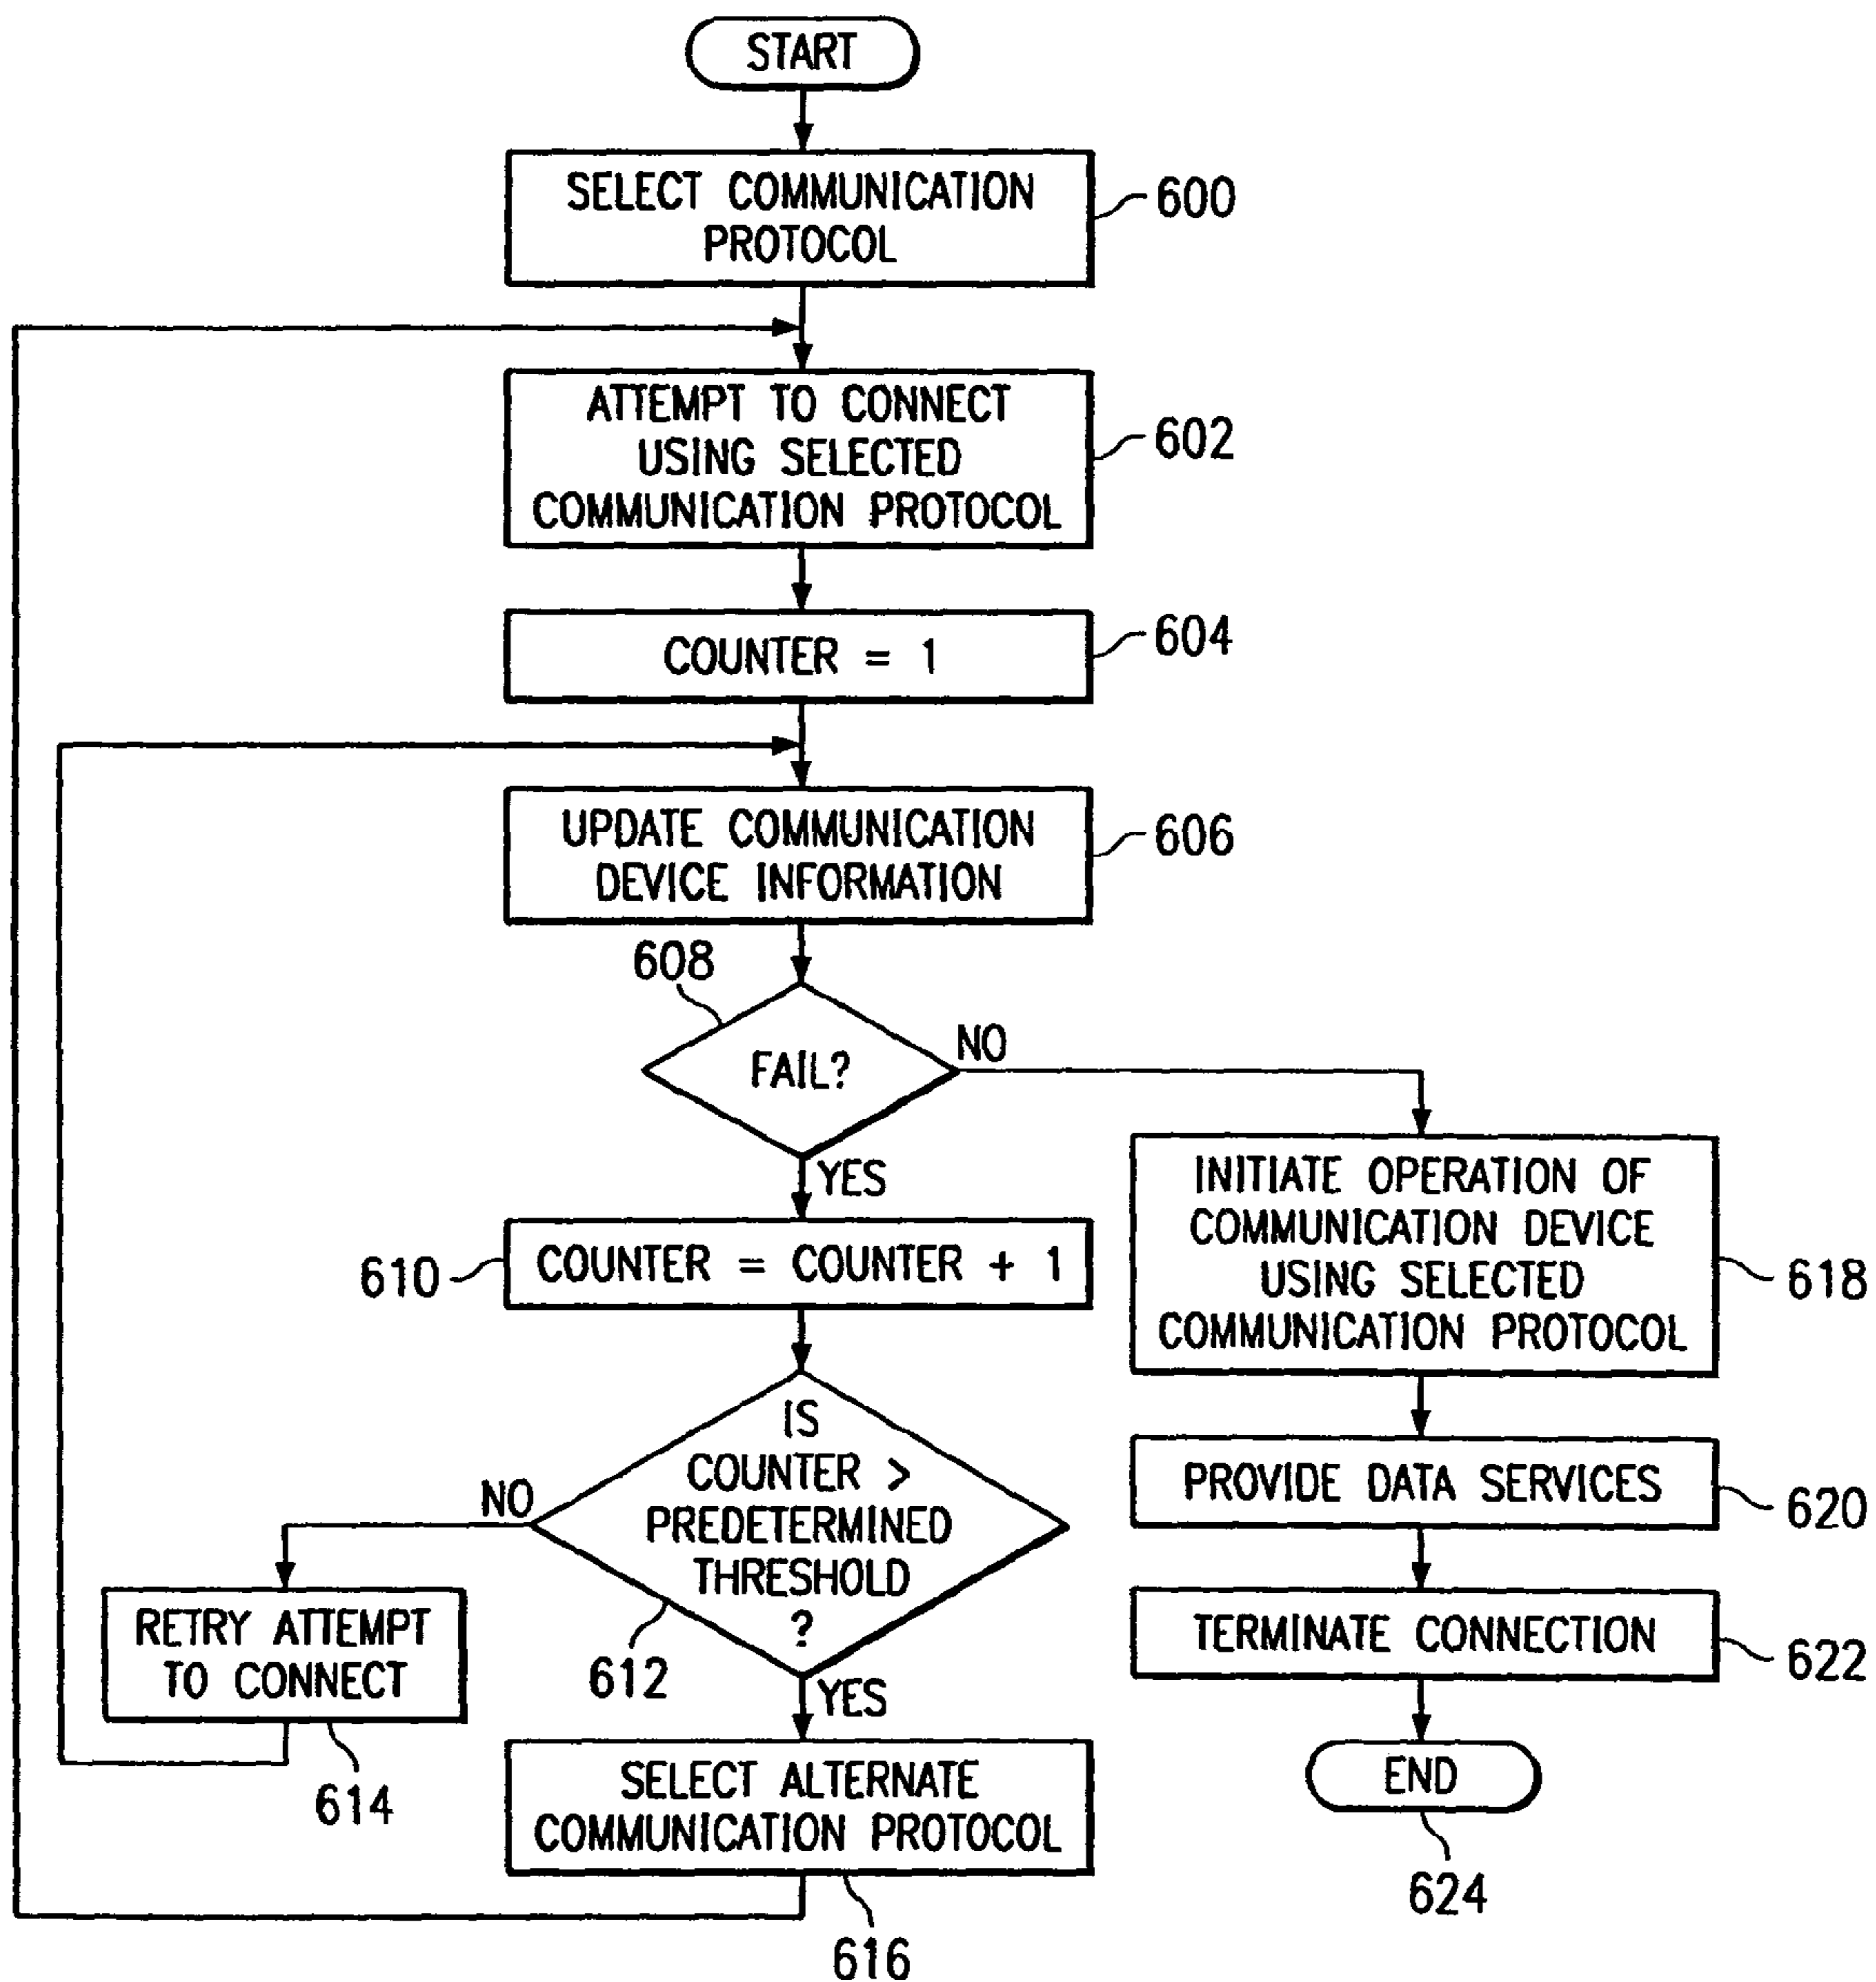 START
SELECT COMMUNICATION
PROTOCOL
600
ATTEMPT TO CONNECT
USING SELECTED
COMMUNICATION PROTOCOL
602
COUNTER = 1
604
UPDATE COMMUNICATION
DEVICE INFORMATION
606
608
FAIL?
NO
YES
610
COUNTER = COUNTER + 1
IS
COUNTER >
PREDETERMINED
THRESHOLD
?
612
NO
YES
RETRY ATTEMPT
TO CONNECT
614
SELECT ALTERNATE
COMMUNICATION PROTOCOL
616
INITIATE OPERATION OF
COMMUNICATION DEVICE
USING SELECTED
COMMUNICATION PROTOCOL
618
PROVIDE DATA SERVICES
620
TERMINATE CONNECTION
622
END
624